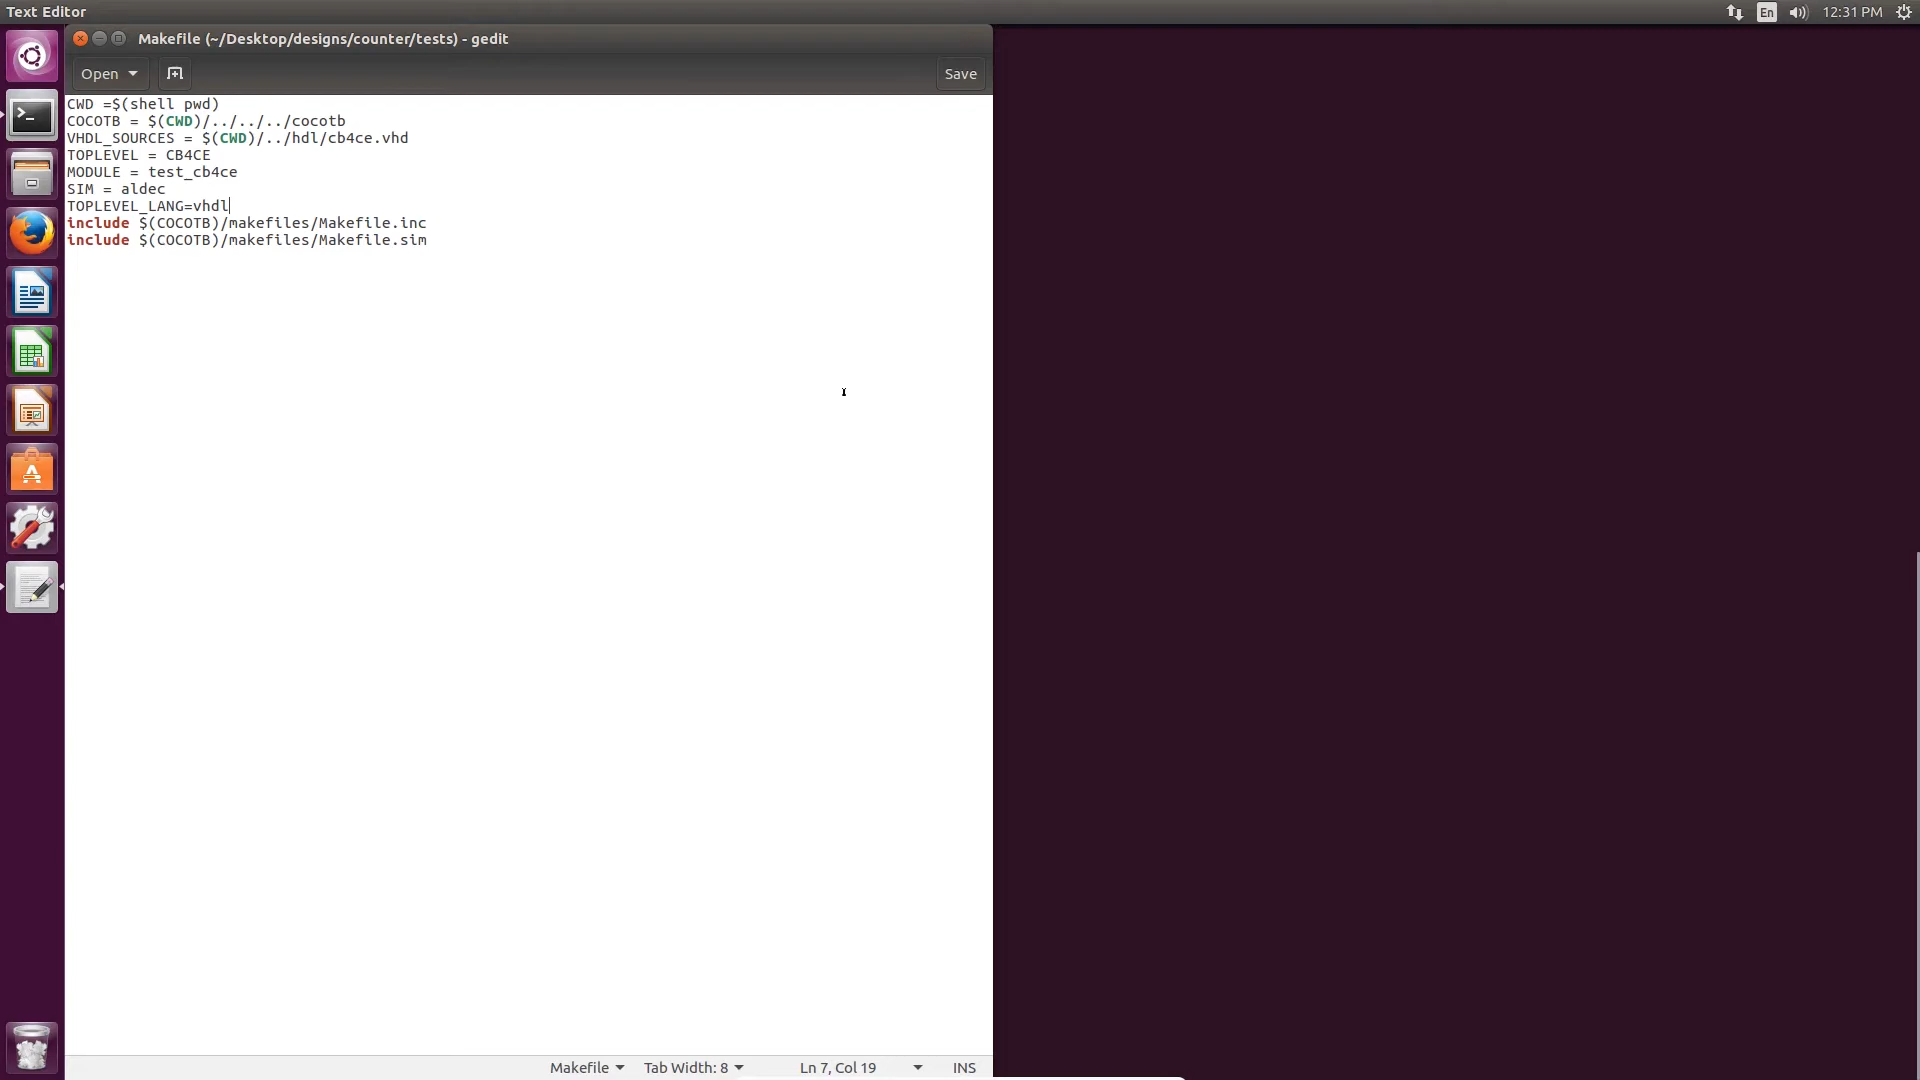 Text Editor
En
12:31 PM
Makefile (~/Desktop/designs/counter/tests) - gedit
Open
Save
CWD =$(shell pwd)
COCOTB = $(CWD)/../../../cocotb
VHDL_SOURCES = $(CWD)/../hdl/cb4ce.vhd
TOPLEVEL = CB4CE
MODULE = test_cb4ce
SIM = aldec
TOPLEVEL_LANG=vhdl
include $(COCOTB)/makefiles/Makefile.inc
include $(COCOTB)/makefiles/Makefile.sim
Makefile
Tab Width: 8
Ln 7, Col 19
INS